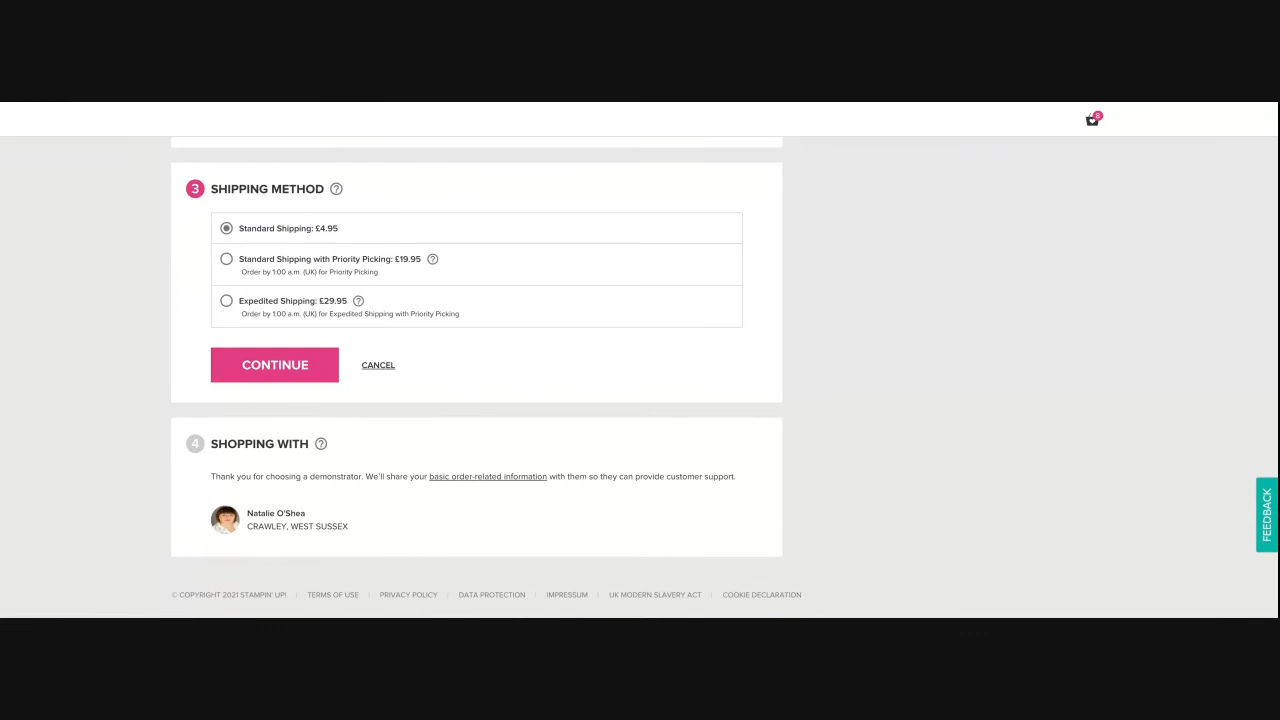 8
3 SHIPPING METHOD ?
Standard Shipping: £4.95
Standard Shipping with Priority Picking: £19.95 ?
Order by 1:00 a.m. (UK) for Priority Picking
Expedited Shipping: £29.95 ?
Order by 1:00 a.m. (UK) for Expedited Shipping with Priority Picking
CONTINUE CANCEL
4 SHOPPING WITH ?
Thank you for choosing a demonstrator. We'll share your basic order-related information with them so they can provide customer support.
Natalie O'Shea
CRAWLEY, WEST SUSSEX
FEEDBACK
© COPYRIGHT 2021 STAMPIN' UP! | TERMS OF USE | PRIVACY POLICY | DATA PROTECTION | IMPRESSUM | UK MODERN SLAVERY ACT | COOKIE DECLARATION